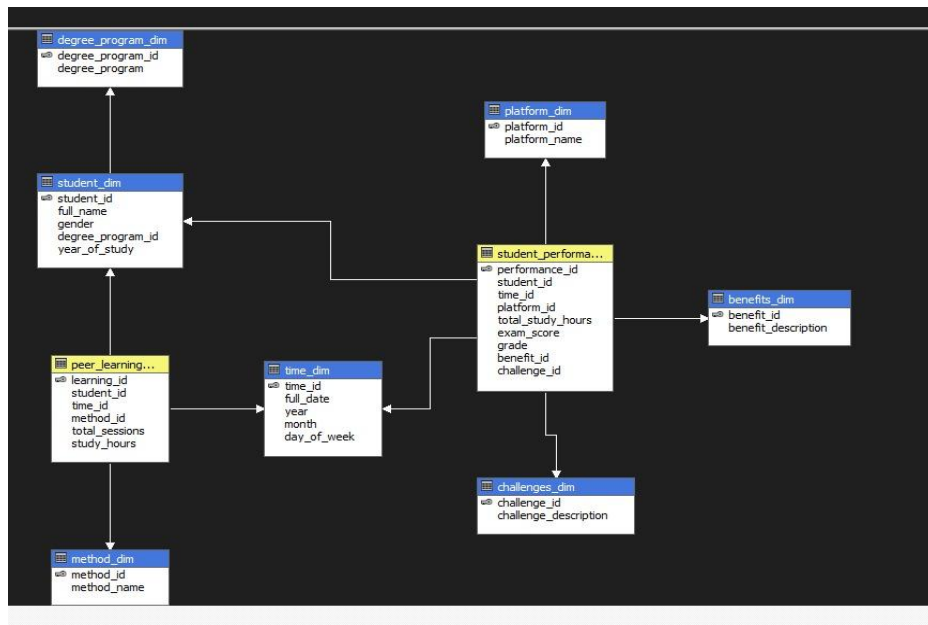 degree_program_dim
degree_program_id
degree_program
platform_dim
platform_id
platform_name
student_dim
student_id
full_name
gender
degree_program_id
year_of_study
student_performa...
performance_id
student_id
time_id
platform_id
total_study_hours
exam_score
grade
benefit_id
challenge_id
benefits_dim
benefit_id
benefit_description
peer_learning...
learning_id
student_id
time_id
method_id
total_sessions
study_hours
time_dim
time_id
full_date
year
month
day_of_week
challenges_dim
challenge_id
challenge_description
method_dim
method_id
method_name